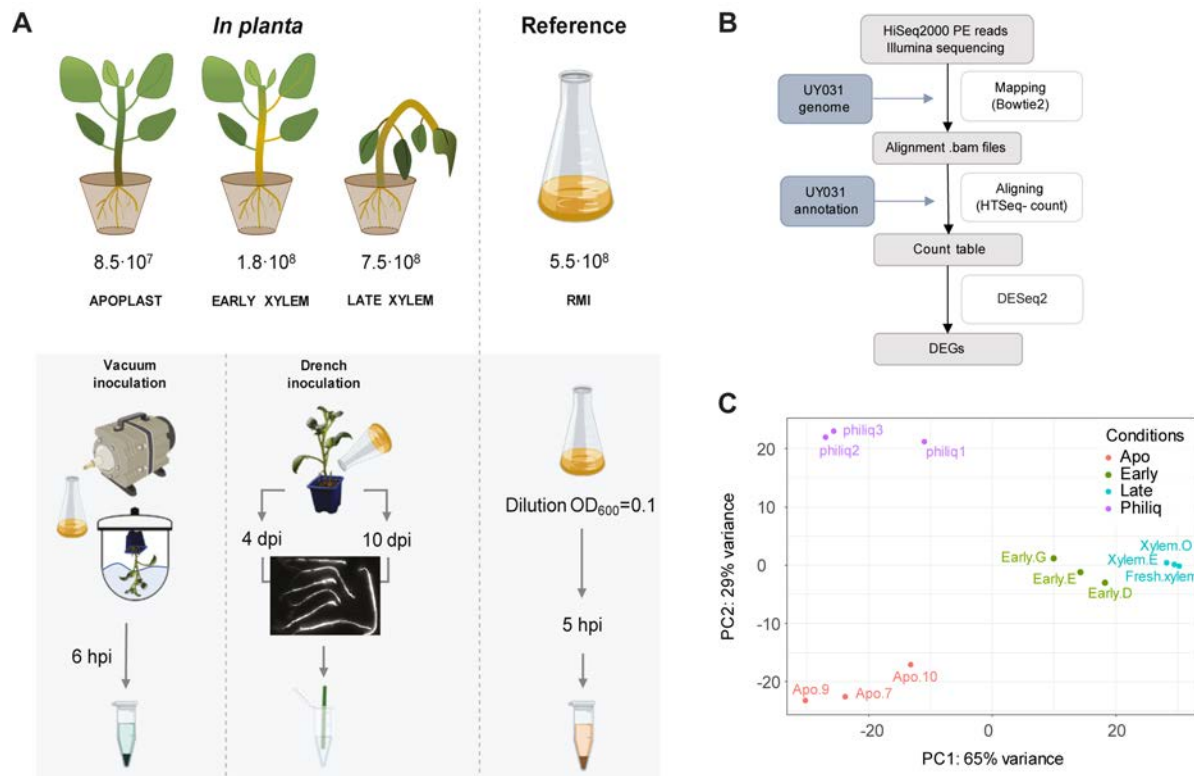 A
In planta
Reference
8.5·10⁷
1.8·10⁸
7.5·10⁸
5.5·10⁸
APOPLAST
EARLY XYLEM
LATE XYLEM
RMI
Vacuum
inoculation
Drench
inoculation
4 dpi
10 dpi
Dilution OD₆₀₀=0.1
6 hpi
5 hpi
B
HiSeq2000 PE reads
Illumina sequencing
UY031
genome
Mapping
(Bowtie2)
Alignment .bam files
UY031
annotation
Aligning
(HTSeq- count)
Count table
DESeq2
DEGs
C
PC2: 29% variance
20
10
0
-10
-20
philiq3
philiq2
philiq1
Conditions
Apo
Early
Late
Philiq
Early.G
Early.E
Early.D
Xylem.O
Xylem.E
Fresh.xylem
Apo.10
Apo.9
Apo.7
-20
0
20
PC1: 65% variance